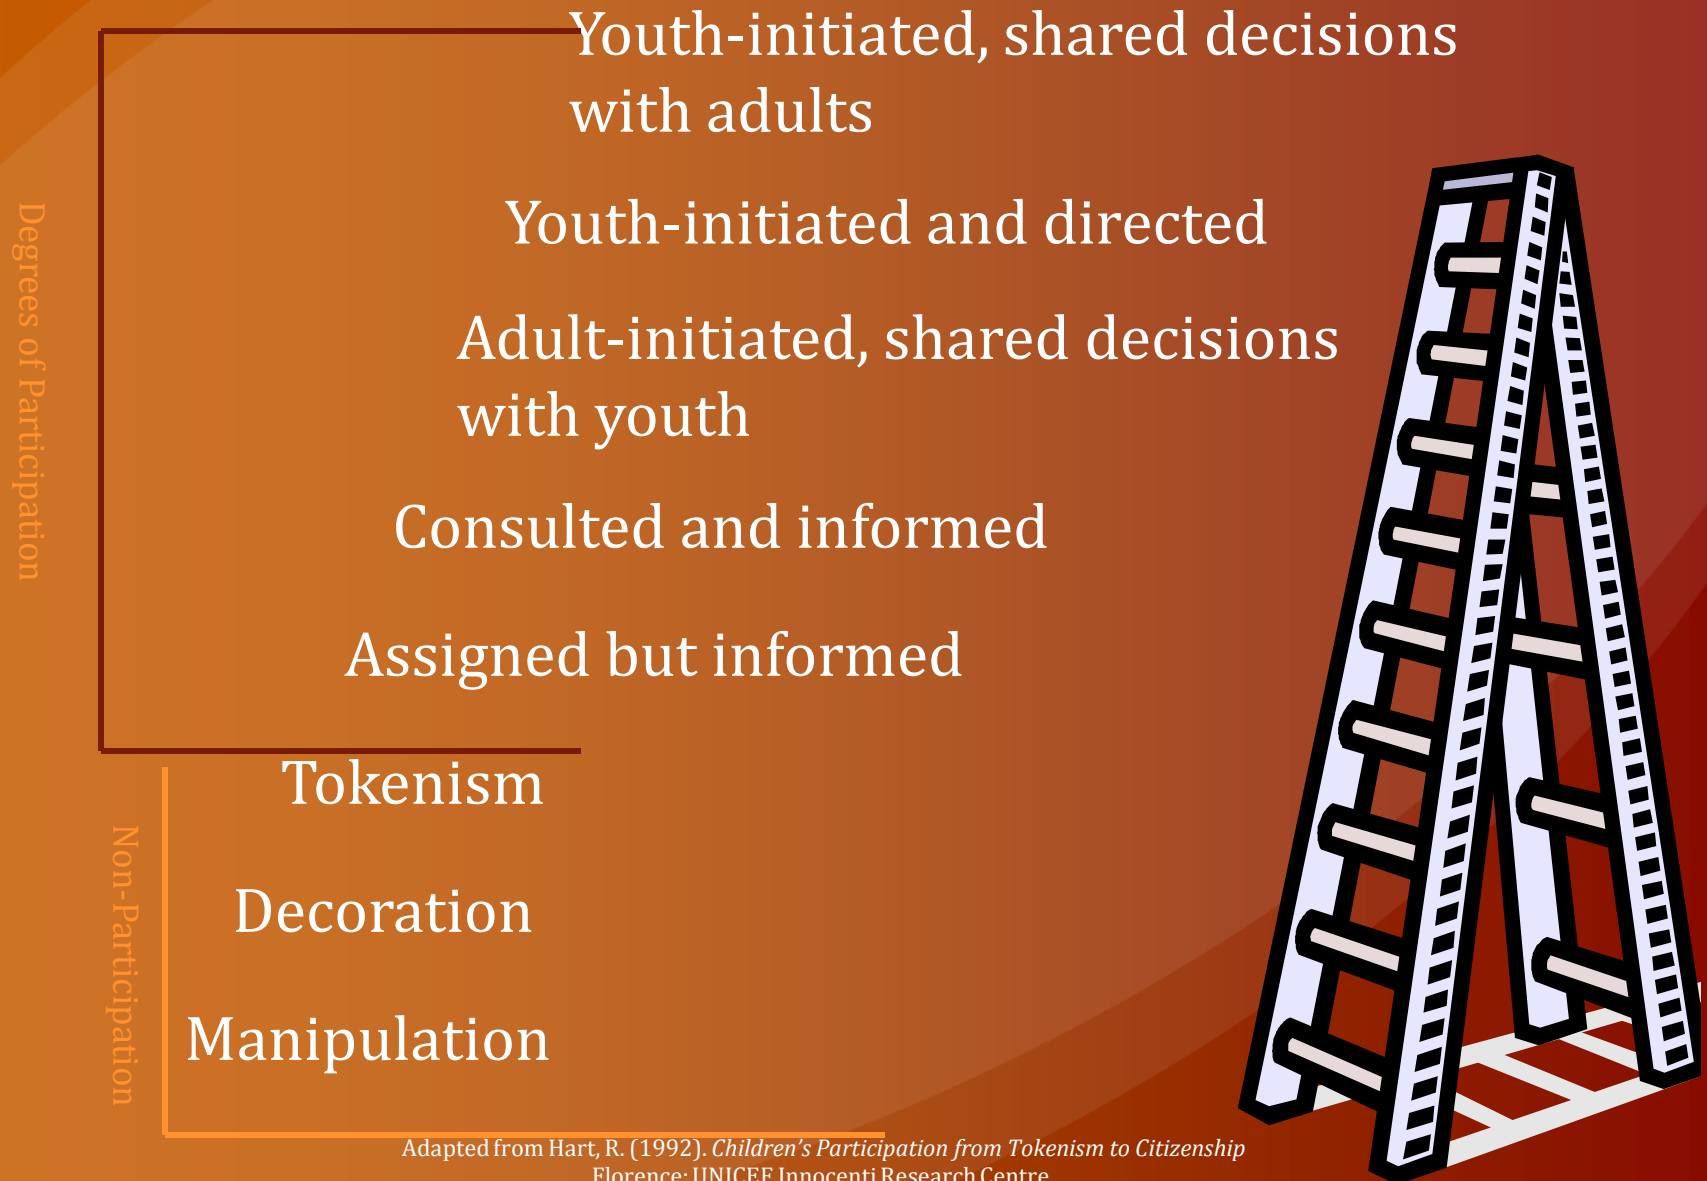 Youth-initiated, shared decisions
with adults
Youth-initiated and directed
Adult-initiated, shared decisions
with youth
Consulted and informed
Assigned but informed
Degrees of Participation
Tokenism
Decoration
Manipulation
Non-Participation
Adapted from Hart, R. (1992). Children’s Participation from Tokenism to Citizenship
Florence: UNICEF Innocenti Research Centre